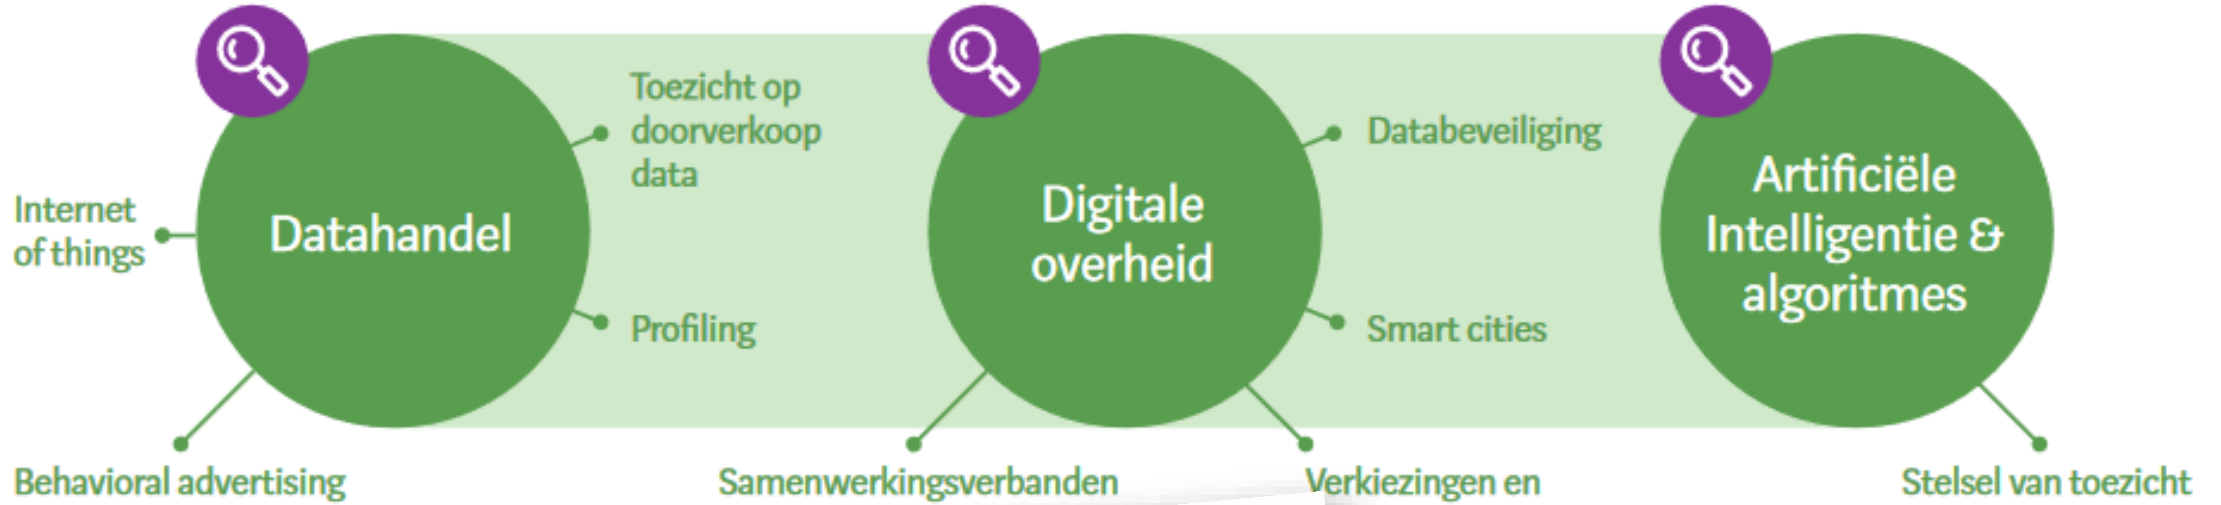 Internet
of things
Datahandel
Toezicht op
doorverkoop
data
Profiling
Behavioral advertising
Digitale
overheid
Databeveiliging
Smart cities
Samenwerkingsverbanden
Verkiezingen en
Artificiële
Intelligentie &
algoritmes
Stelsel van toezicht